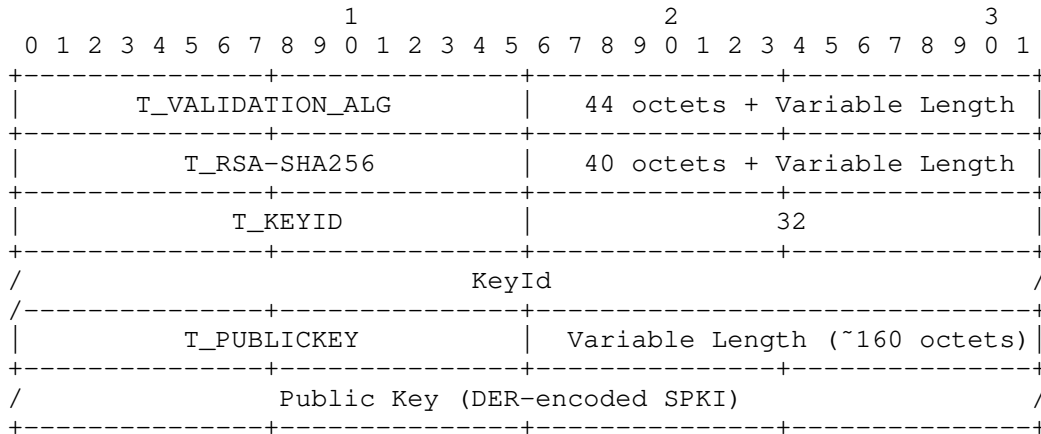 1                   2                   3
 0 1 2 3 4 5 6 7 8 9 0 1 2 3 4 5 6 7 8 9 0 1 2 3 4 5 6 7 8 9 0 1
+---------------+---------------+---------------+---------------+
|       T_VALIDATION_ALG        |   44 octets + Variable Length |
+---------------+---------------+---------------+---------------+
|          T_RSA-SHA256         |   40 octets + Variable Length |
+---------------+---------------+---------------+---------------+
|             T_KEYID           |               32              |
+---------------+---------------+---------------+---------------+
/                            KeyId                              /
/---------------+---------------+-------------------------------+
|          T_PUBLICKEY          |  Variable Length (˜160 octets)|
+---------------+---------------+---------------+---------------+
/                Public Key (DER-encoded SPKI)                  /
+---------------+---------------+---------------+---------------+